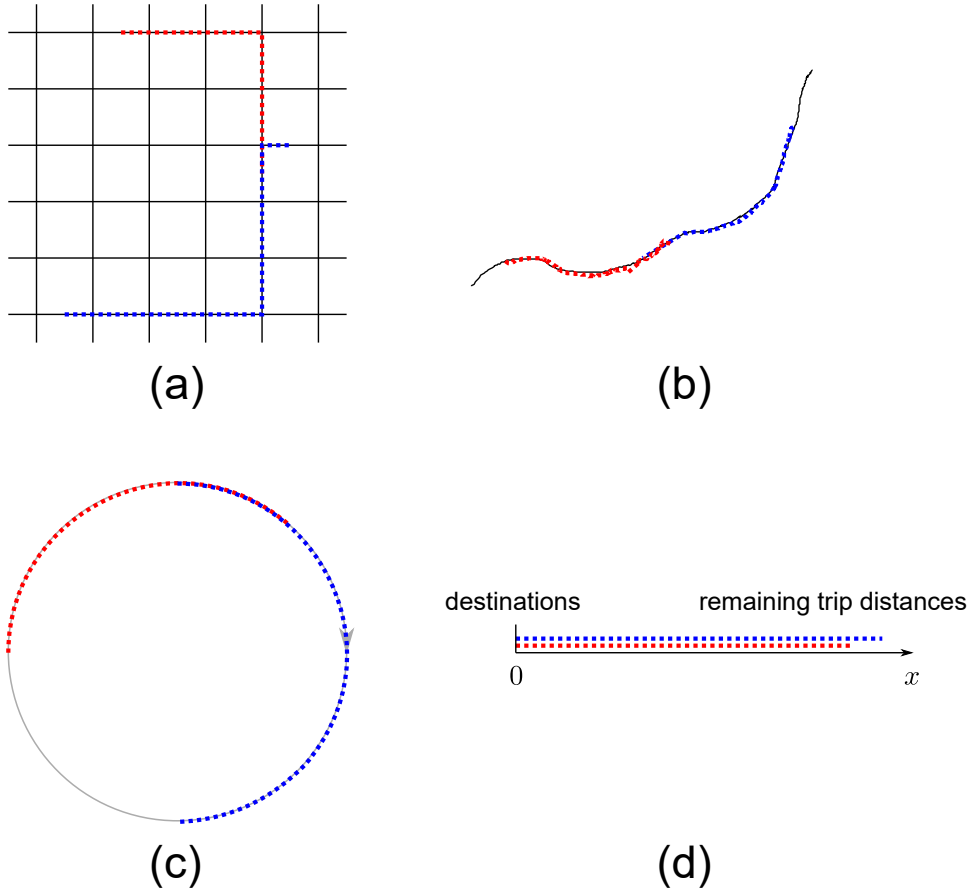 (a)
(b)
destinations
remaining trip distances
0
x
(c)
(d)